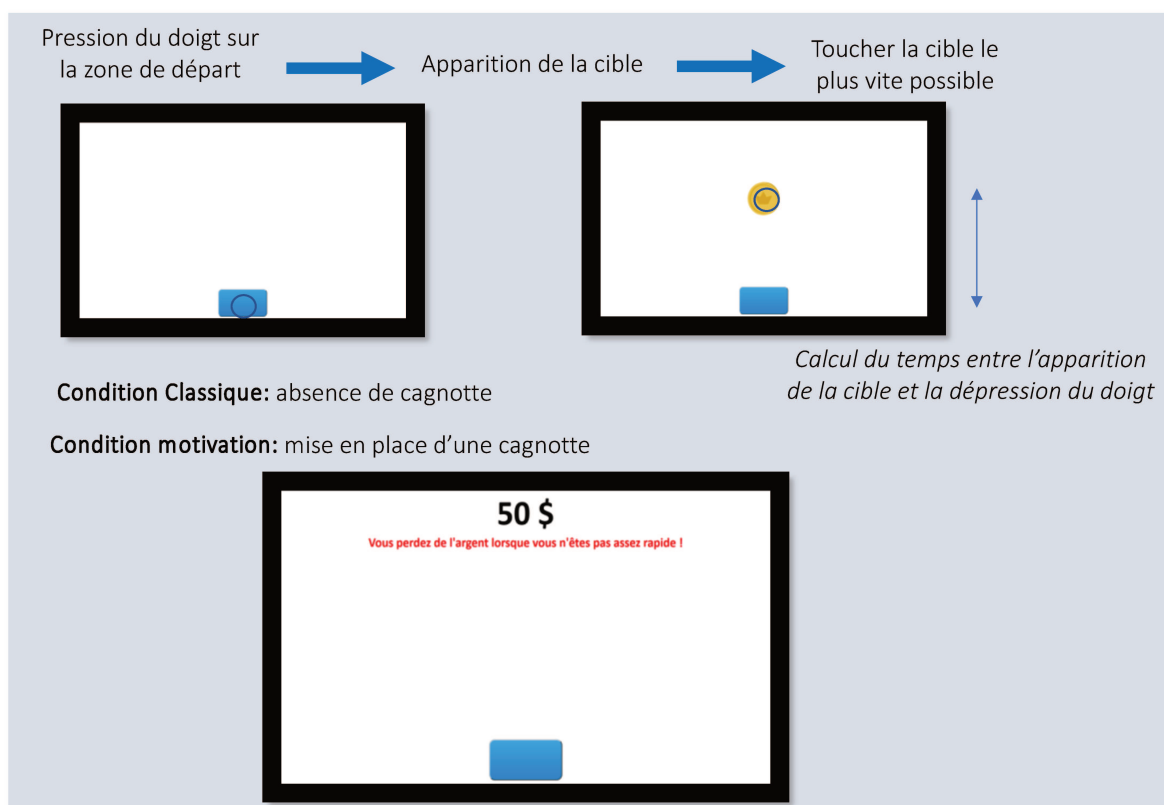 Pression du doigt sur
la zone de départ
Apparition de la cible
Toucher la cible le
plus vite possible
Calcul du temps entre l'apparition
de la cible et la dépression du doigt
Condition Classique: absence de cagnotte
Condition motivation: mise en place d'une cagnotte
50 $
Vous perdez de l'argent lorsque vous n'êtes pas assez rapide !